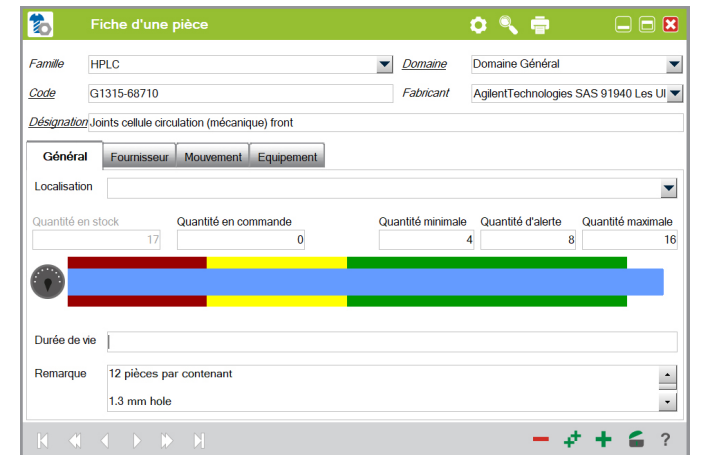 Fiche d'une pièce
Famille HPLC Domaine Domaine Général
Code G1315-68710 Fabricant AgilentTechnologies SAS 91940 Les Ul
Désignation Joints cellule circulation (mécanique) front
Général Fournisseur Mouvement Equipement
Localisation
Quantité en stock Quantité en commande Quantité minimale Quantité d'alerte Quantité maximale
17 0 4 8 16
Durée de vie
Remarque 12 pièces par contenant
1.3 mm hole
?